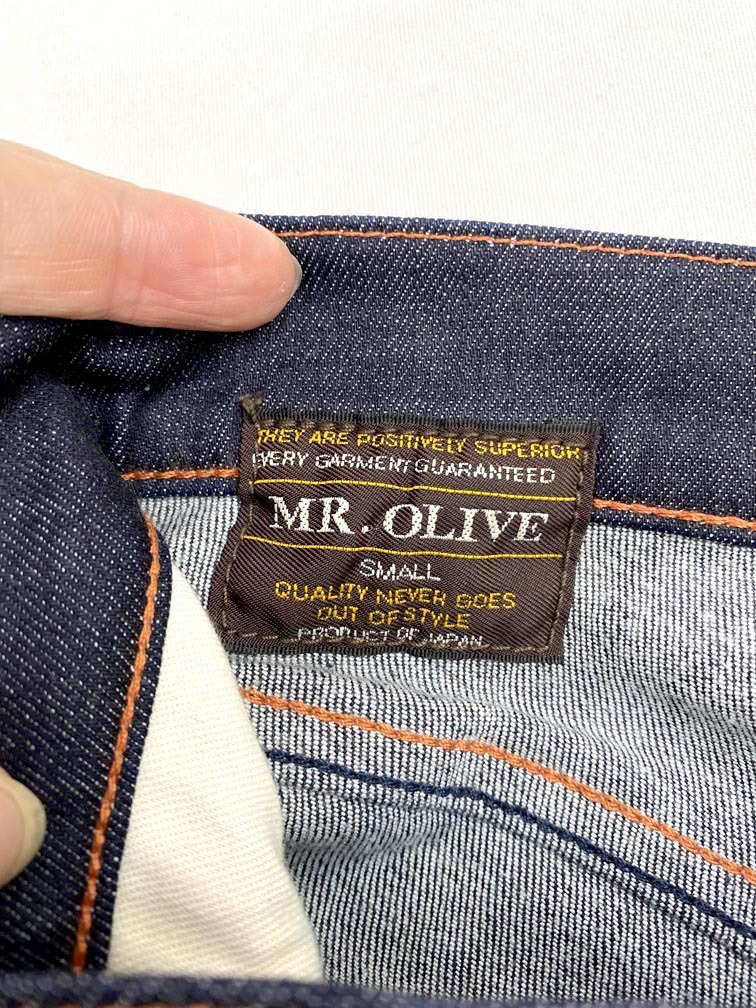 THEY ARE POSITIVELY SUPERIOR
EVERY GARMENT GUARANTEED
MR. OLIVE
SMALL
QUALITY NEVER GOES
OUT OF STYLE
PRODUCT OF JAPAN